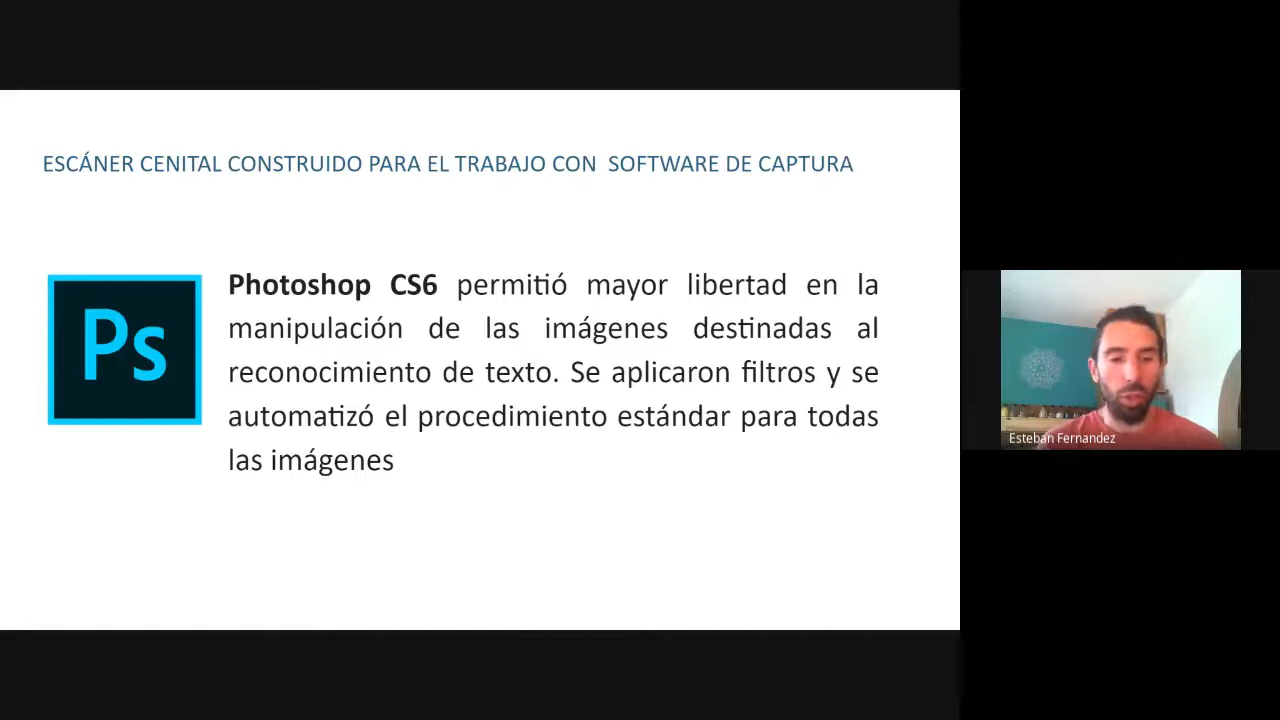 ESCÁNER CENITAL CONSTRUIDO PARA EL TRABAJO CON SOFTWARE DE CAPTURA
Ps
Photoshop CS6 permitió mayor libertad en la
manipulación de las imágenes destinadas al
reconocimiento de texto. Se aplicaron filtros y se
automatizó el procedimiento estándar para todas
las imágenes
Esteban Fernandez